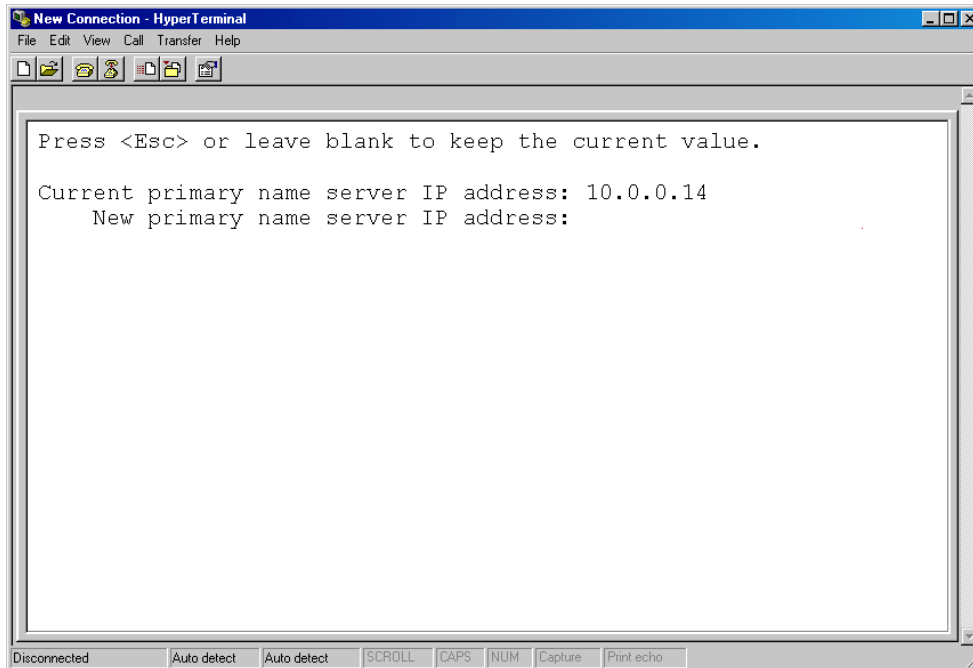 New Connection - HyperTerminal
File Edit View Call Transfer Help
Press <Esc> or leave blank to keep the current value.
Current primary name server IP address: 10.0.0.14
New primary name server IP address:
Disconnected Auto detect Auto detect SCROLL CAPS NUM Capture Print echo